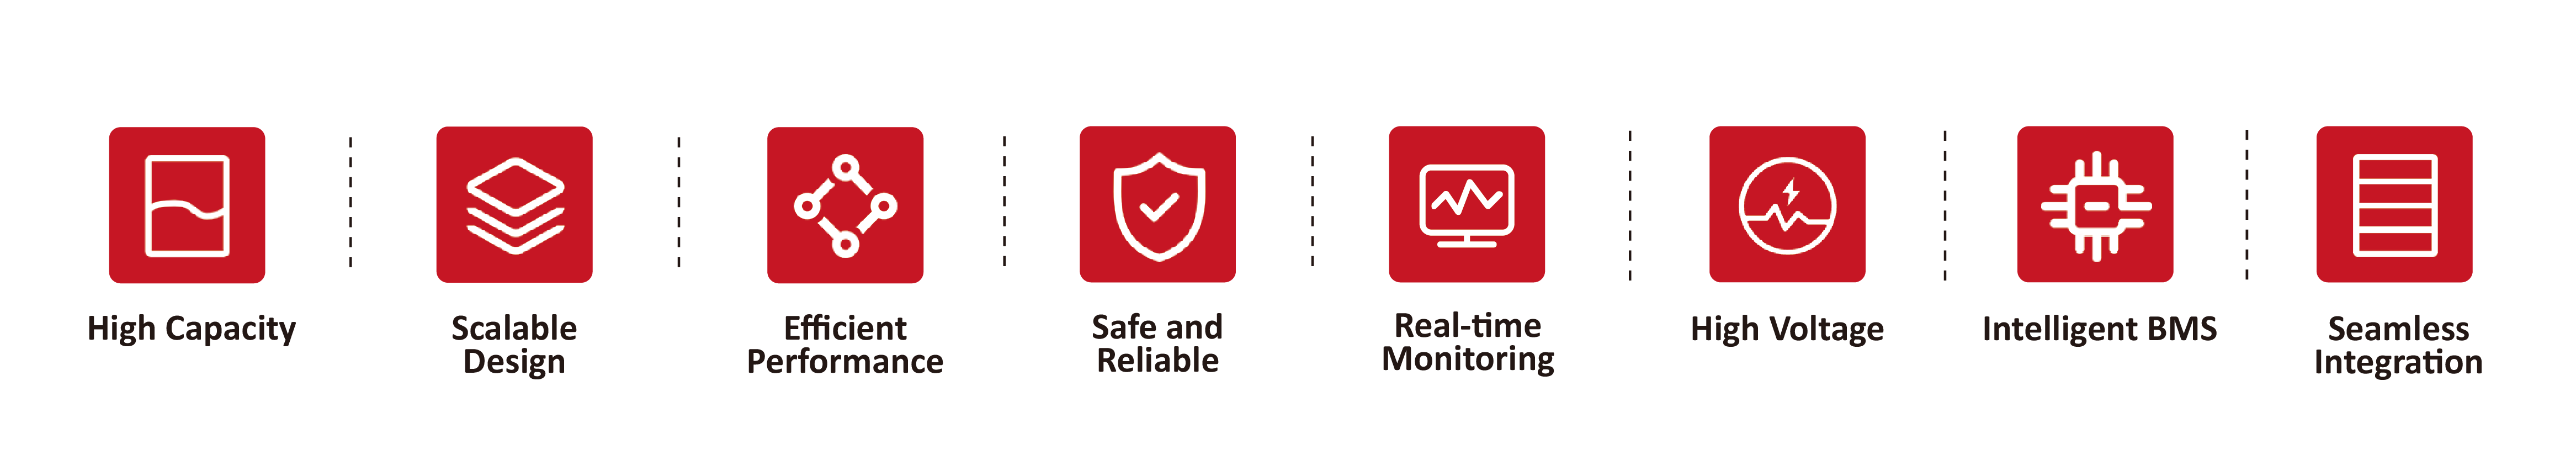 High Capacity
Scalable
Design
Efficient
Performance
Safe and
Reliable
Real-time
Monitoring
High Voltage
Intelligent BMS
Seamless
Integration